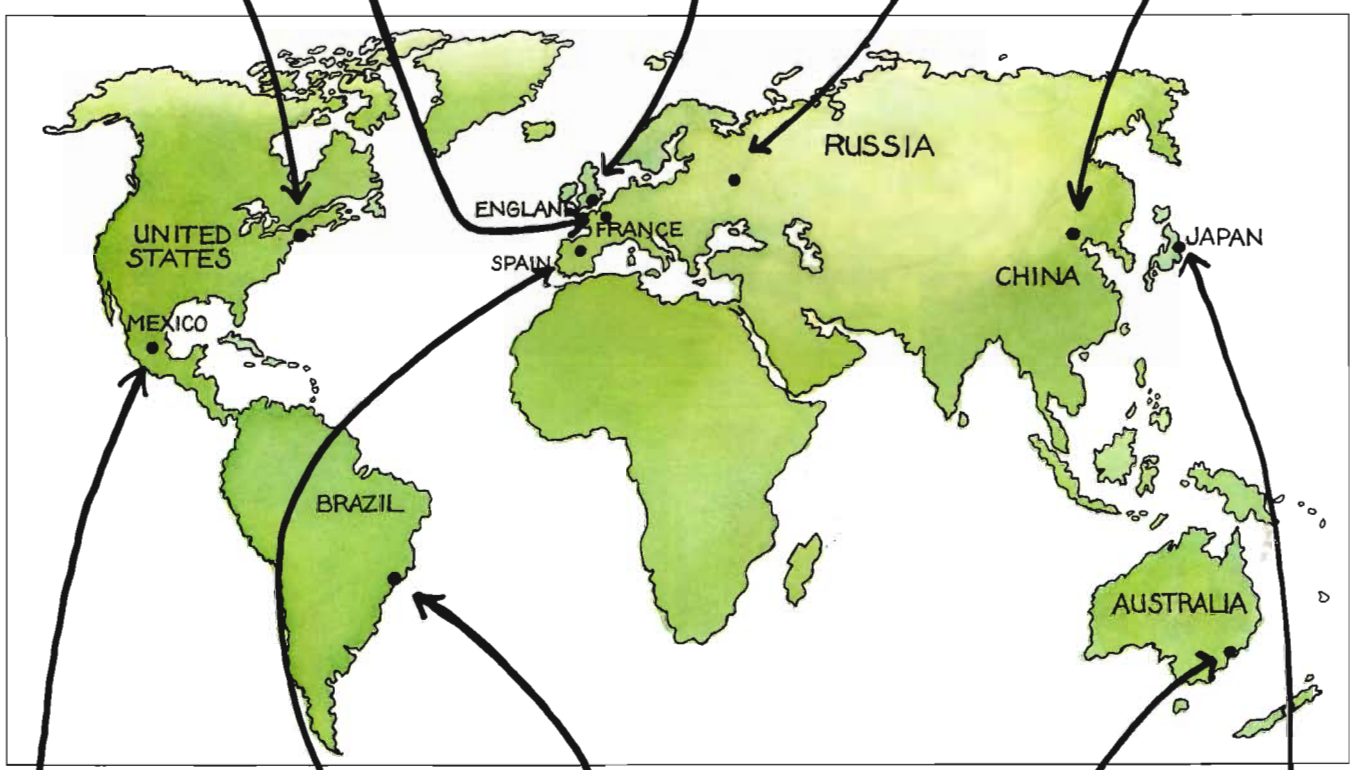 RUSSIA
ENGLAND
UNITED
STATES
FRANCE
JAPAN
SPAIN
CHINA
MEXICO
BRAZIL
AUSTRALIA